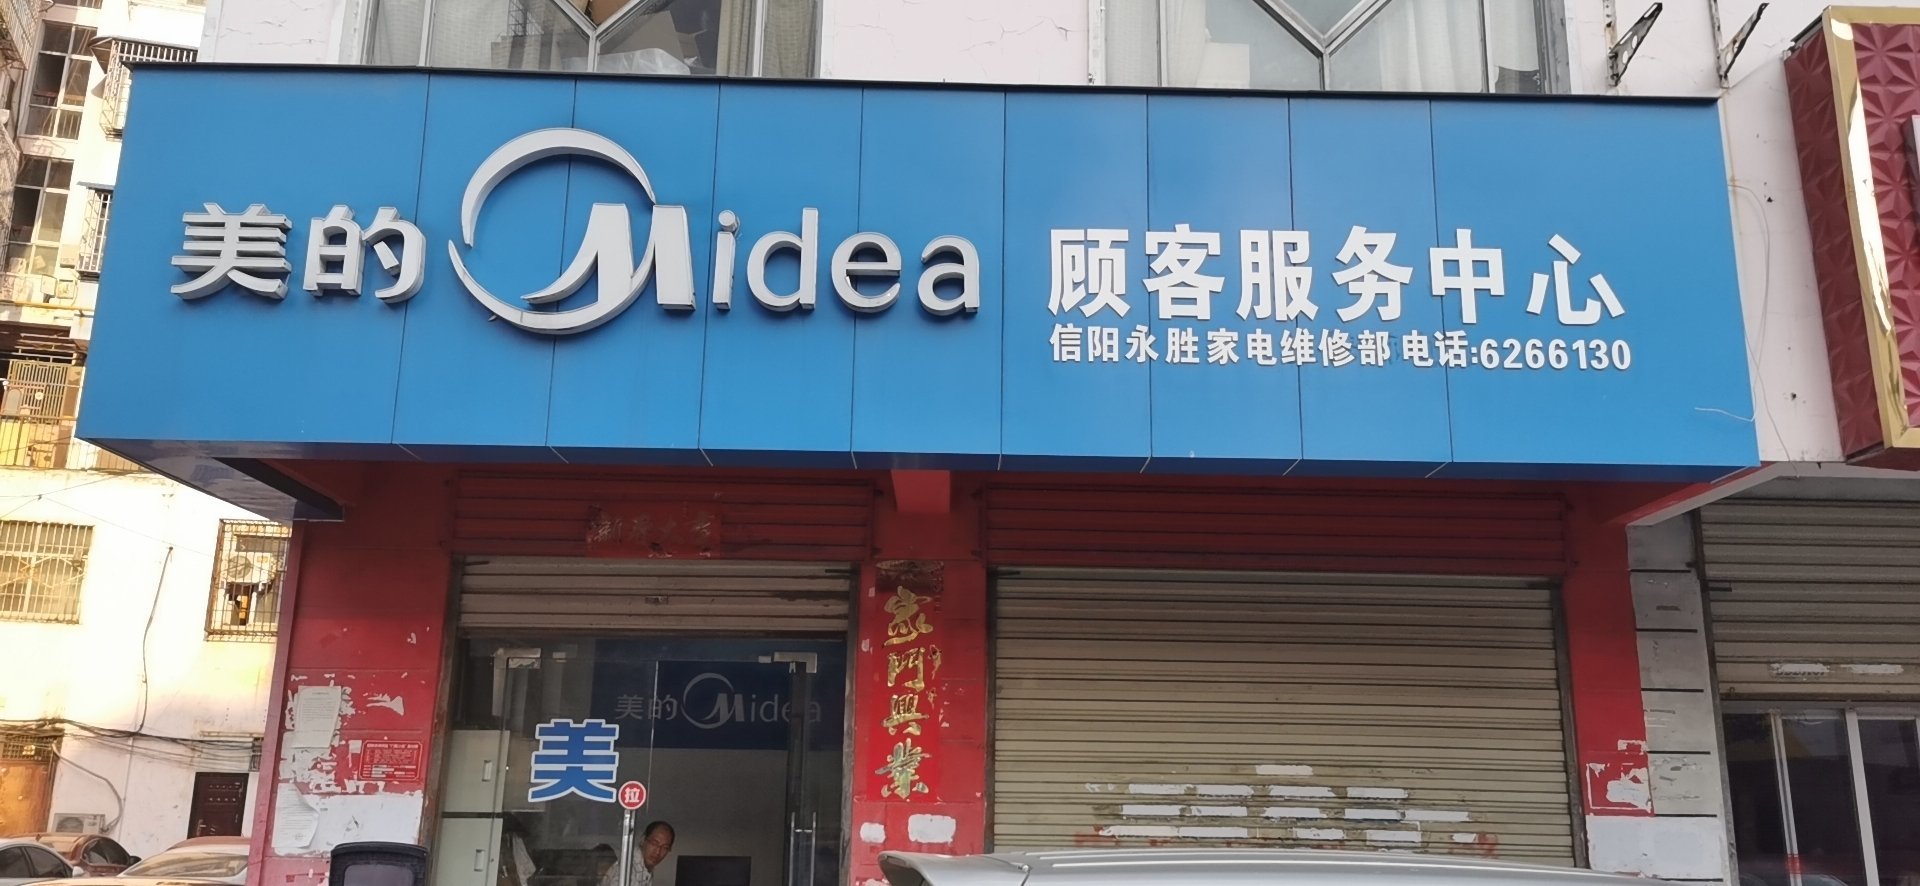 美的 Midea 顾客服务中心
信阳永胜家电维修部 电话:6266130
家門興業
美的 Midea
美
拉